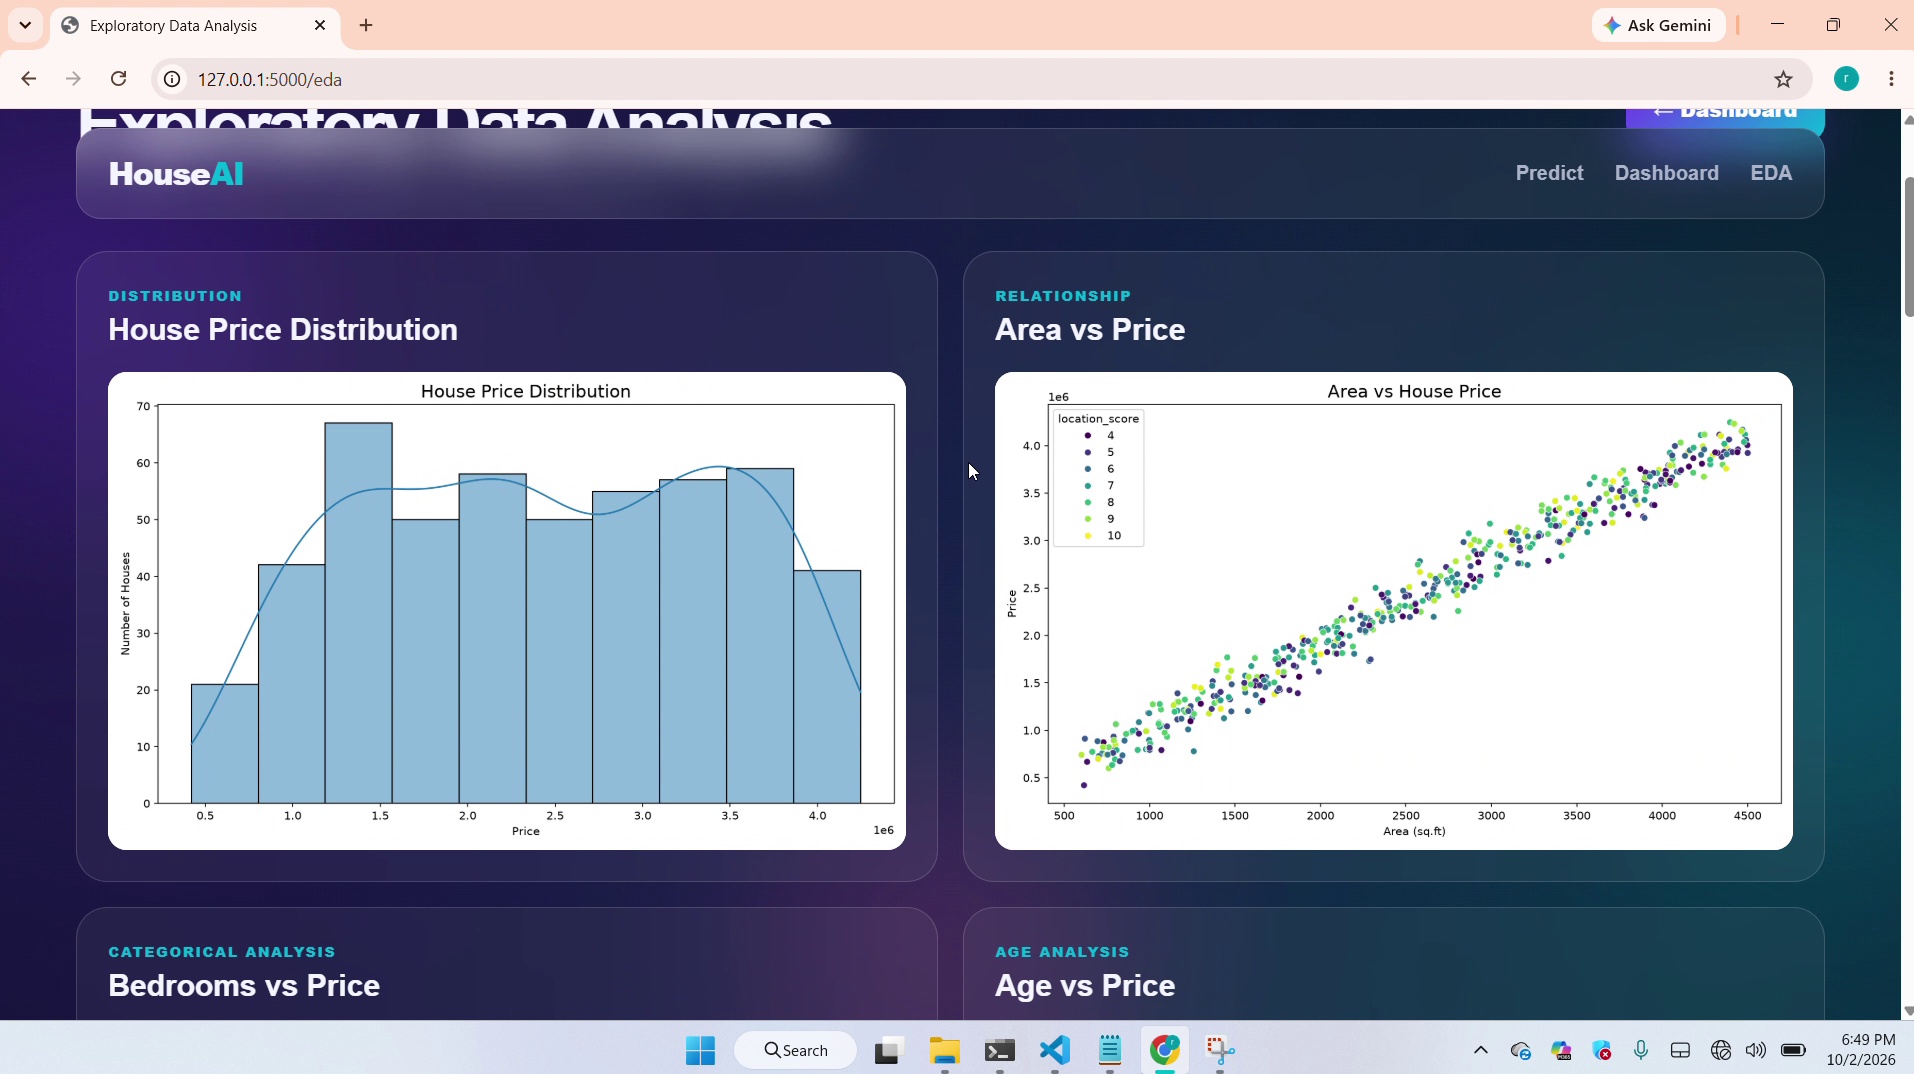 Exploratory Data Analysis
Ask Gemini
127.0.0.1:5000/eda
r
Exploratory Data Analysis
← Dashboard
HouseAI
Predict Dashboard EDA
DISTRIBUTION
House Price Distribution
House Price Distribution
70
60
50
40
30
20
10
0
Number of Houses
0.5 1.0 1.5 2.0 2.5 3.0 3.5 4.0
Price
1e6
RELATIONSHIP
Area vs Price
Area vs House Price
1e6
location_score
4
5
6
7
8
9
10
4.0
3.5
3.0
2.5
2.0
1.5
1.0
0.5
Price
500 1000 1500 2000 2500 3000 3500 4000 4500
Area (sq.ft)
CATEGORICAL ANALYSIS
Bedrooms vs Price
AGE ANALYSIS
Age vs Price
Search
6:49 PM
10/2/2026